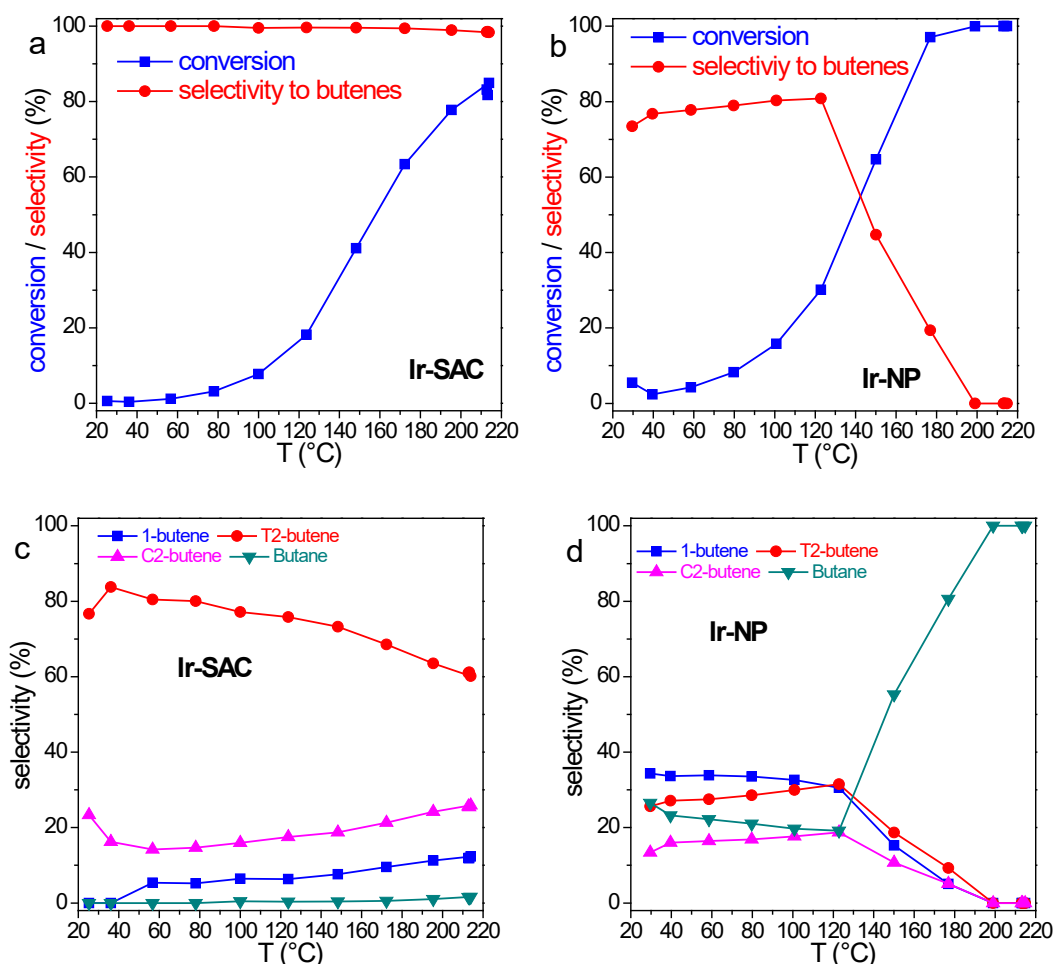 a
conversion
selectivity to butenes
Ir-SAC
conversion / selectivity (%)
100
80
60
40
20
0
20 40 60 80 100 120 140 160 180 200 220
T (°C)
b
conversion
selectiviy to butenes
Ir-NP
conversion / selectivity (%)
100
80
60
40
20
0
20 40 60 80 100 120 140 160 180 200 220
T (°C)
c
1-butene T2-butene
C2-butene Butane
Ir-SAC
selectivity (%)
100
80
60
40
20
0
20 40 60 80 100 120 140 160 180 200 220
T (°C)
d
1-butene T2-butene
C2-butene Butane
Ir-NP
selectivity (%)
100
80
60
40
20
0
20 40 60 80 100 120 140 160 180 200 220
T (°C)